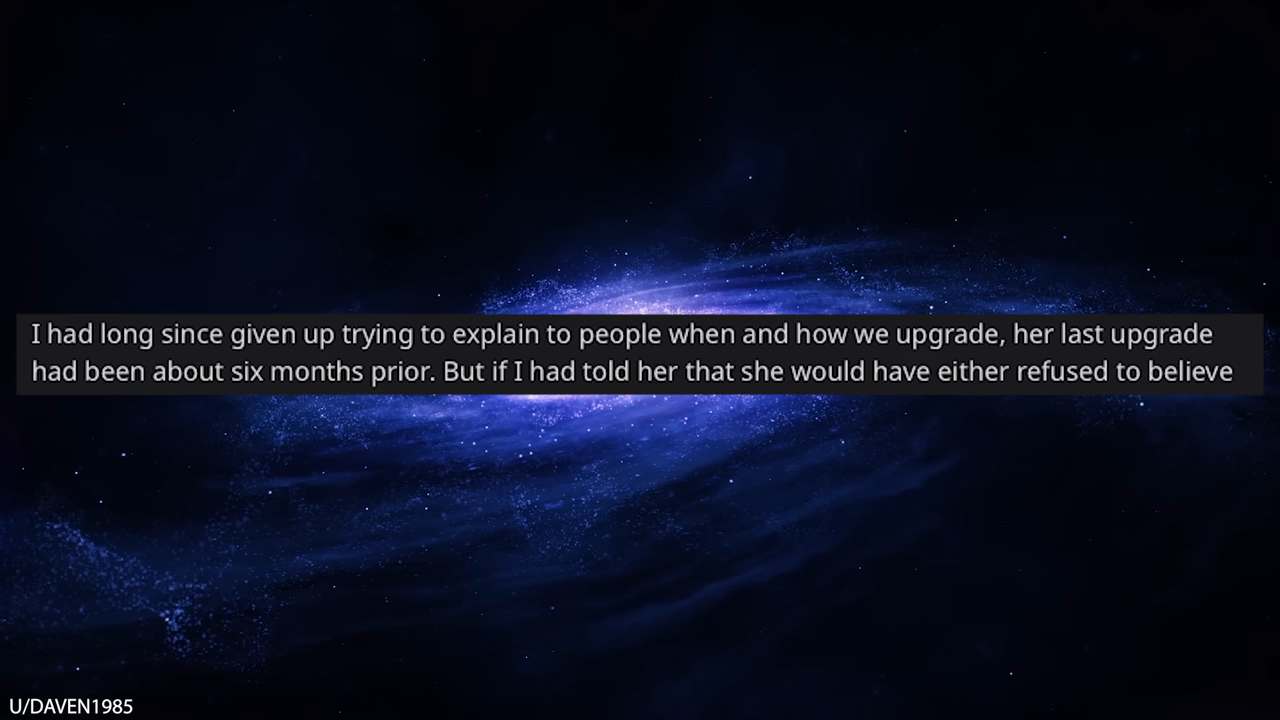 I had long since given up trying to explain to people when and how we upgrade, her last upgrade
had been about six months prior. But if I had told her that she would have either refused to believe
U/DAVEN1985